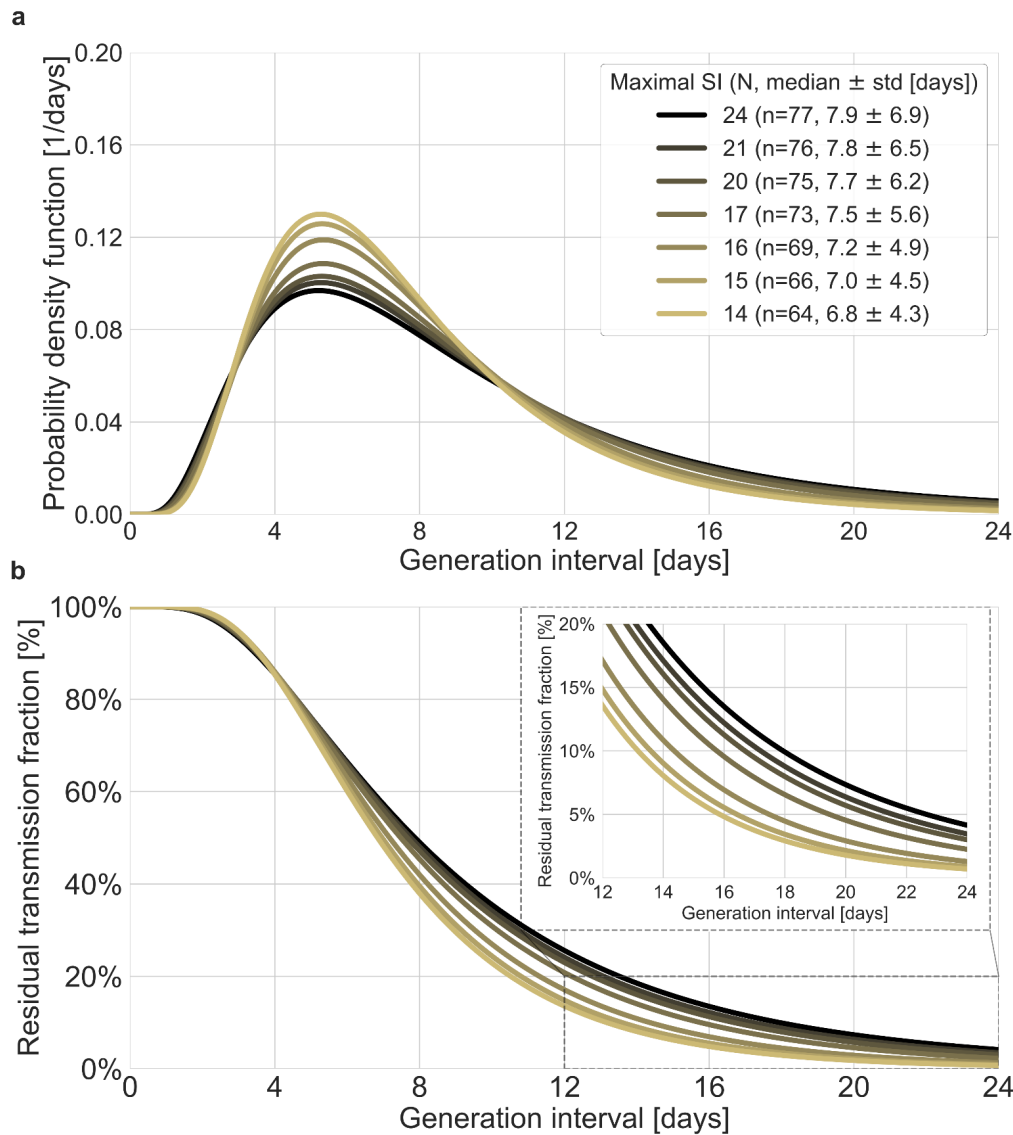 a
Probability density function [1/days]
0.20
0.16
0.12
0.08
0.04
0.00
Maximal SI (N, median ± std [days])
24 (n=77, 7.9 ± 6.9)
21 (n=76, 7.8 ± 6.5)
20 (n=75, 7.7 ± 6.2)
17 (n=73, 7.5 ± 5.6)
16 (n=69, 7.2 ± 4.9)
15 (n=66, 7.0 ± 4.5)
14 (n=64, 6.8 ± 4.3)
0 4 8 12 16 20 24
Generation interval [days]
b
Residual transmission fraction [%]
100%
80%
60%
40%
20%
0%
Residual transmission fraction [%]
20%
15%
10%
5%
0%
12 14 16 18 20 22 24
Generation interval [days]
0 4 8 12 16 20 24
Generation interval [days]